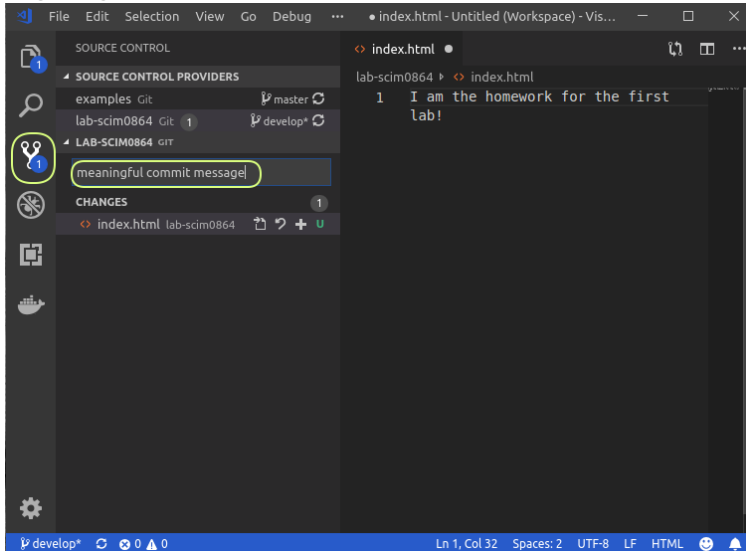 File Edit Selection View Go Debug ••• ● index.html - Untitled (Workspace) - Vis...
SOURCE CONTROL
<> index.html ●
SOURCE CONTROL PROVIDERS
lab-scim0864 <> index.html
examples Git master
1 I am the homework for the first
lab-scim0864 Git 1 develop*
lab!
LAB-SCIM0864 GIT
meaningful commit message
CHANGES 1
<> index.html lab-scim0864 U
1
1
develop* 0 0 Ln 1, Col 32 Spaces: 2 UTF-8 LF HTML